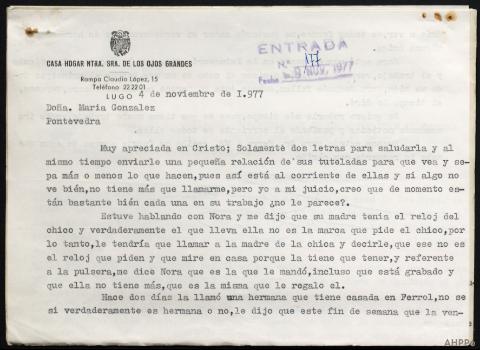 CASA HOGAR NTRA. SRA. DE LOS OJOS GRANDES
Rampa Claudio López, 15
Teléfono 22 22 01
LUGO
ENTRADA
N.º 177
Fecha 9 NOV. 1977
4 de noviembre de I.977
Doña. Maria Gonzalez
Pontevedra
Muy apreciada en Cristo; Solamente dos letras para saludarla y al
mismo tiempo enviarle una pequeña relación de sus tuteladas para que vea y se-
pa más o menos lo que hacen, pues así está al corriente de ellas y si algo no
ve bién, no tiene más que llamarme, pero yo a mi juicio, creo que de momento es-
tán bastante bién cada una en su trabajo ¿no le parece?.
Estuve hablando con Nora y me dijo que su madre tenia el reloj del
chico y verdaderamente el que lleva ella no es la marca que pide el chico, por
lo tanto, le tendría que llamar a la madre de la chica y decirle, que ese no es
el reloj que piden y que mire en casa porque la tiene que tener, y referente
a la pulsera, me dice Nora que es la que le mandó, incluso que está grabado y
que ella no tiene más, que es la misma que le regalo el.
Hace dos días la llamó una hermana que tiene casada en Ferrol, no se
si verdaderamente es hermana o no, le dijo que este fin de semana que la ven-
AHPPo